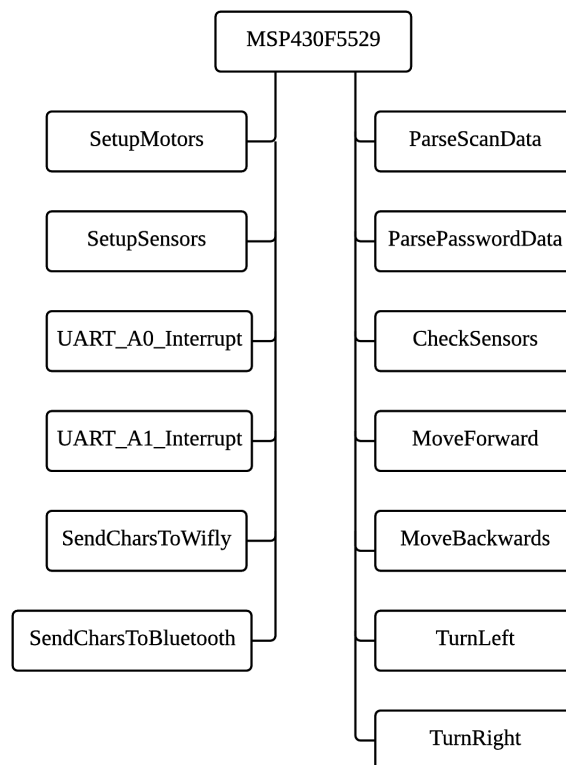 MSP430F5529
SetupMotors
SetupSensors
UART_A0_Interrupt
UART_A1_Interrupt
SendCharsToWifly
SendCharsToBluetooth
ParseScanData
ParsePasswordData
CheckSensors
MoveForward
MoveBackwards
TurnLeft
TurnRight